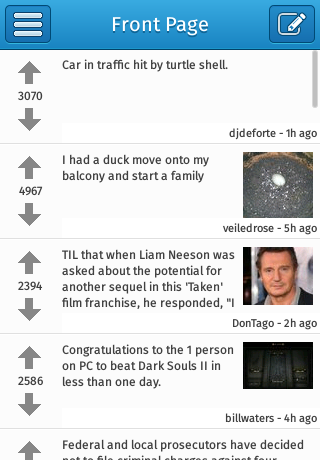 Front Page
Car in traffic hit by turtle shell.
3070
djdeforte - 1h ago
I had a duck move onto my
balcony and start a family
4967
veiledrose - 5h ago
TIL that when Liam Neeson was
asked about the potential for
another sequel in this 'Taken'
film franchise, he responded, "I
2394
DonTago - 2h ago
Congratulations to the 1 person
on PC to beat Dark Souls II in
less than one day.
2586
billwaters - 4h ago
Federal and local prosecutors have decided
not to file criminal charges against four